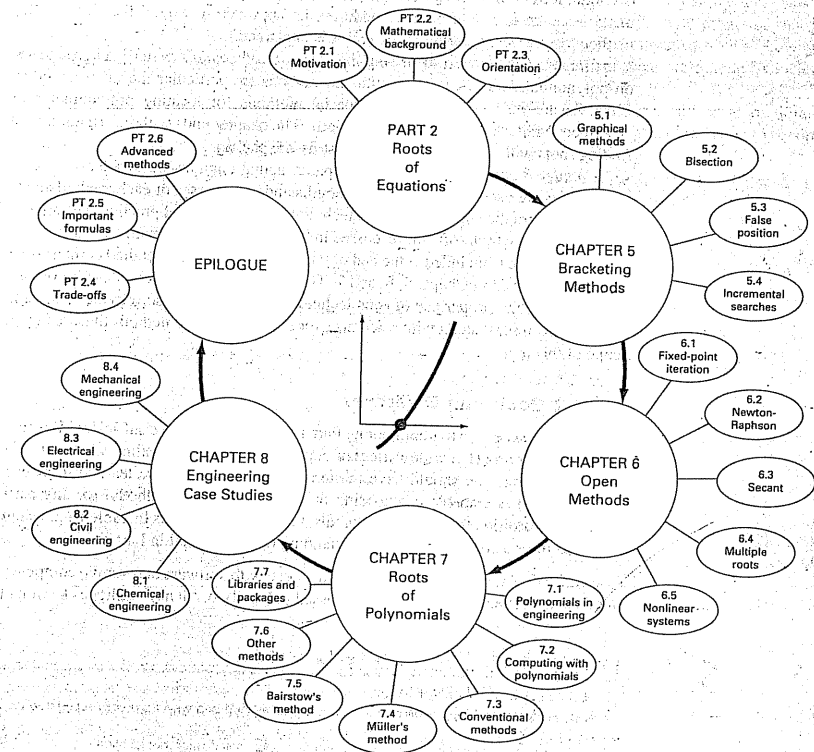 PT 2.2
Mathematical
background
PT 2.1
Motivation
PT 2.3
Orientation
PART 2
Roots
of
Equations
5.1
Graphical
methods
5.2
Bisection
5.3
False
position
5.4
Incremental
searches
CHAPTER 5
Bracketing
Methods
PT 2.6
Advanced
methods
PT 2.5
Important
formulas
PT 2.4
Trade-offs
EPILOGUE
6.1
Fixed-point
iteration
6.2
Newton-
Raphson
6.3
Secant
6.4
Multiple
roots
6.5
Nonlinear
systems
CHAPTER 6
Open
Methods
8.4
Mechanical
engineering
8.3
Electrical
engineering
8.2
Civil
engineering
8.1
Chemical
engineering
CHAPTER 8
Engineering
Case Studies
CHAPTER 7
Roots
of
Polynomials
7.7
Libraries and
packages
7.6
Other
methods
7.5
Bairstow's
method
7.4
Müller's
method
7.3
Conventional
methods
7.2
Computing with
polynomials
7.1
Polynomials in
engineering